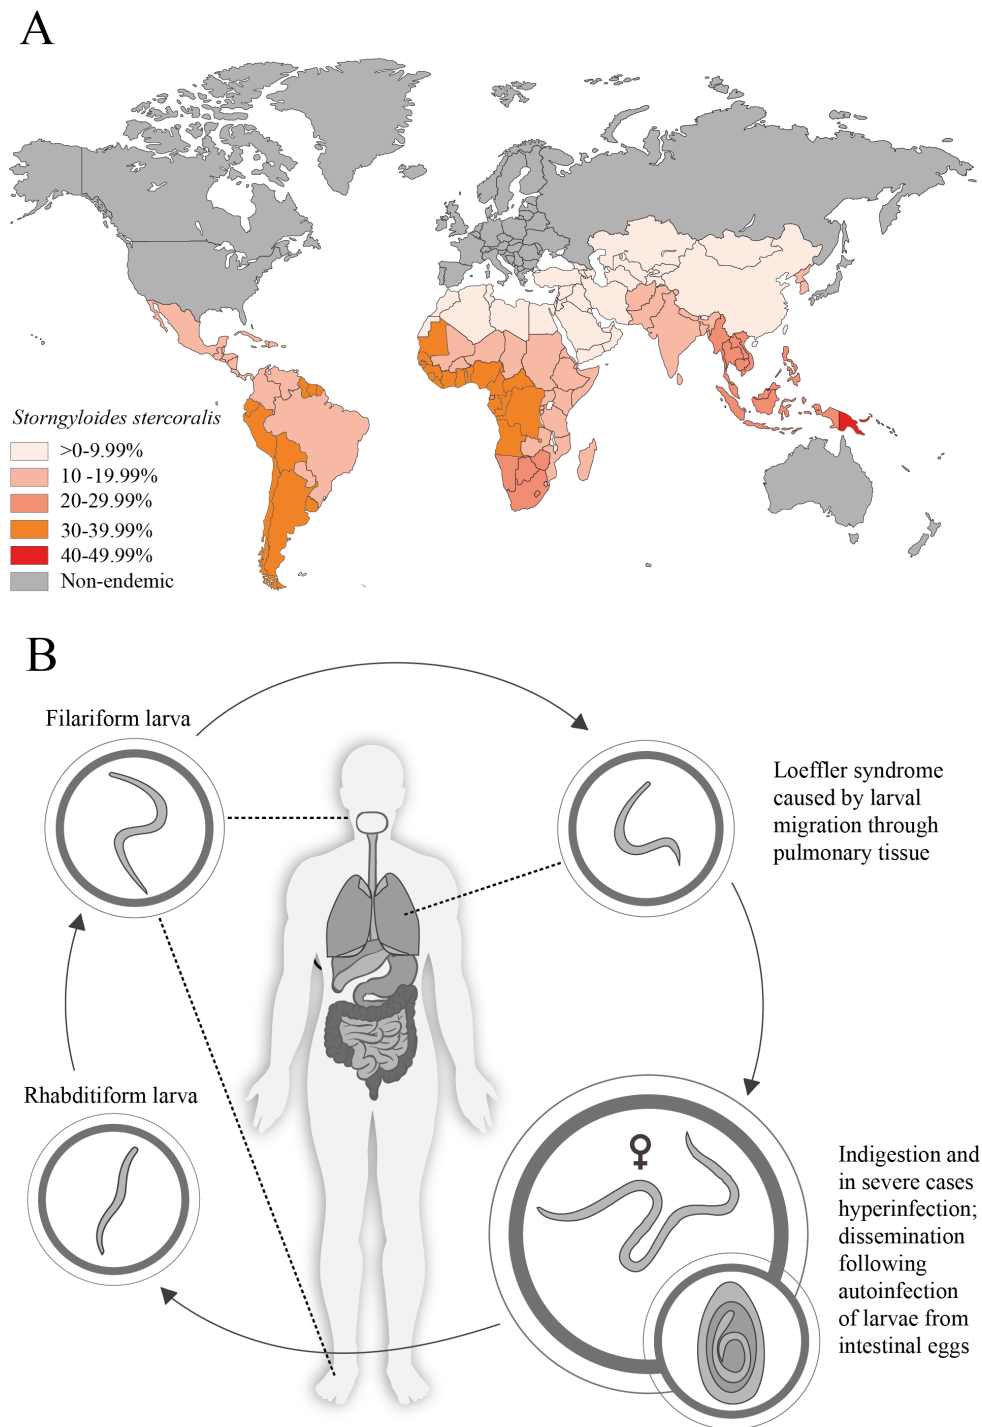 A
Storngyloides stercoralis
>0-9.99%
10 -19.99%
20-29.99%
30-39.99%
40-49.99%
Non-endemic
B
Filariform larva
Loeffler syndrome
caused by larval
migration through
pulmonary tissue
Rhabditiform larva
♀
Indigestion and
in severe cases
hyperinfection;
dissemination
following
autoinfection
of larvae from
intestinal eggs